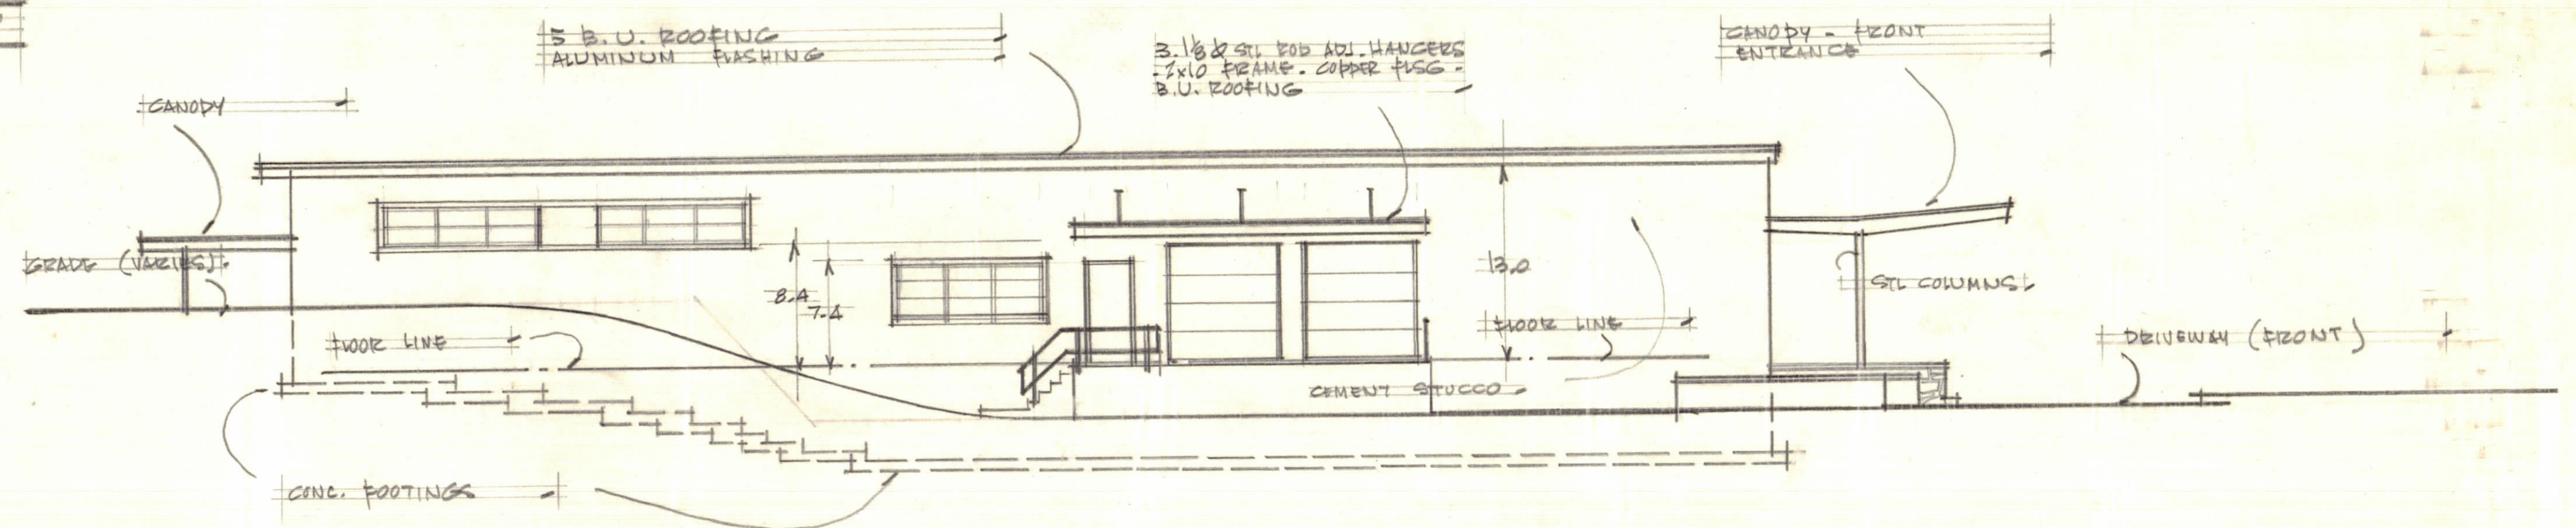 5 B.U. ROOFING
ALUMINUM FLASHING
3. 1/8 ⌀ STL ROD ADJ. HANGERS
- 2x10 FRAME. COPPER FLSG -
B.U. ROOFING
CANOPY - FRONT
ENTRANCE
CANOPY
GRADE (VARIES).
8.4
7.4
13.0
STL COLUMNS
FLOOR LINE
FLOOR LINE
DRIVEWAY (FRONT)
CEMENT STUCCO
CONC. FOOTINGS